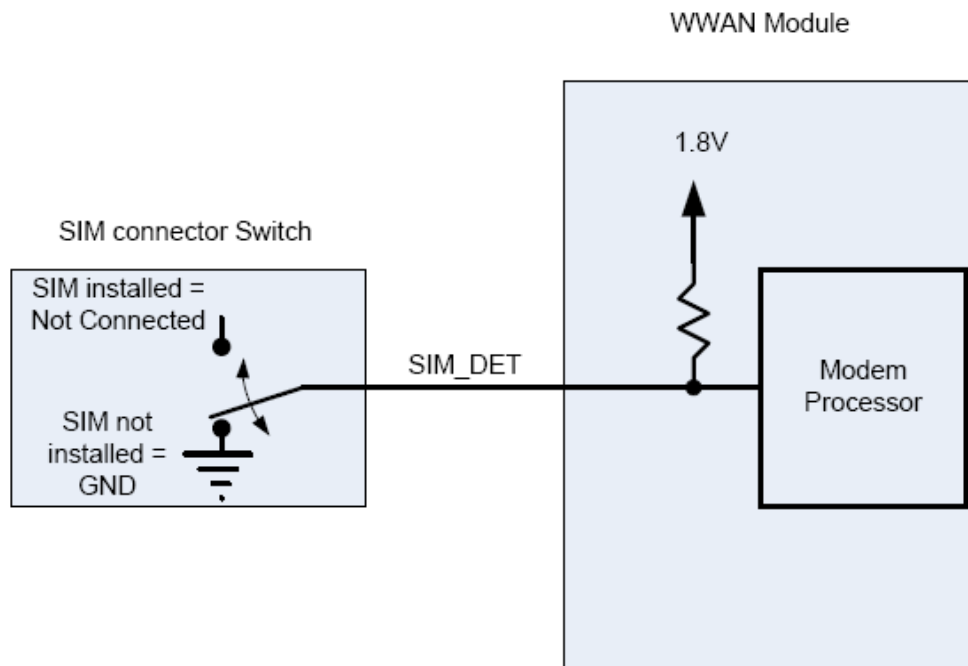 WWAN Module
1.8V
SIM connector Switch
SIM installed =
Not Connected
SIM_DET
SIM not
installed =
GND
Modem
Processor